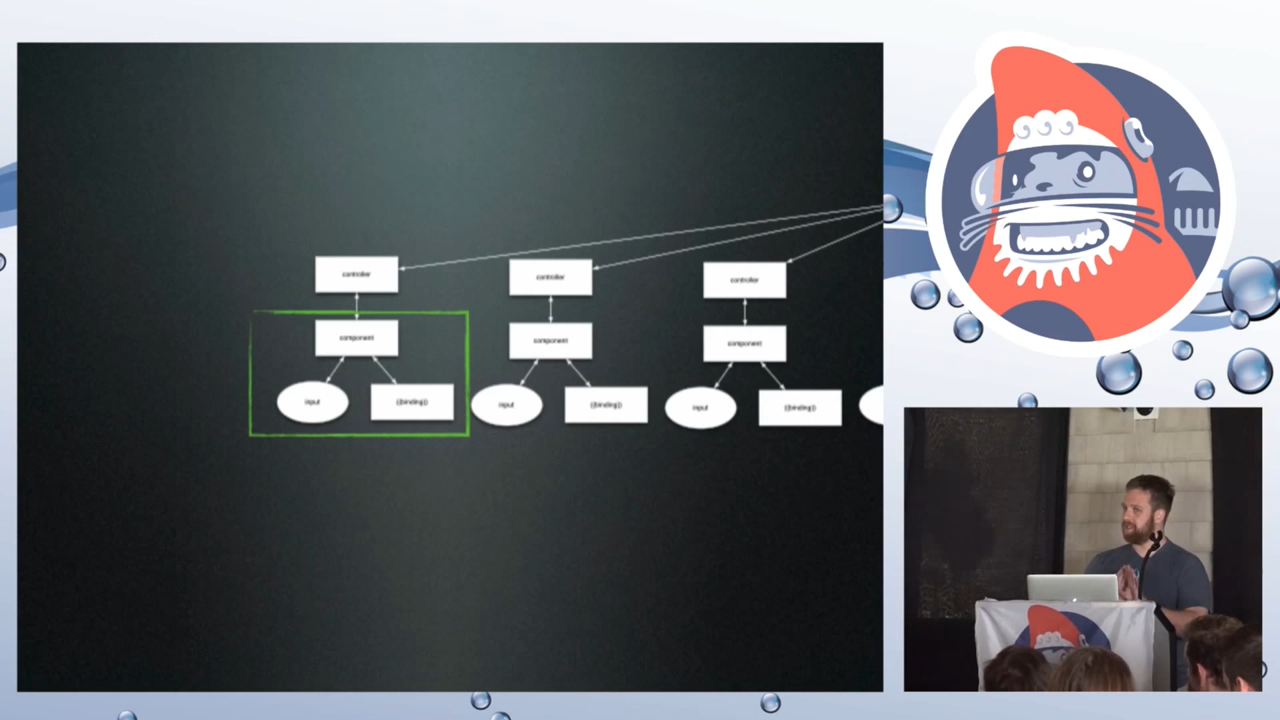 controller
controller
controller
component
component
component
input
{{binding}}
input
{{binding}}
input
{{binding}}